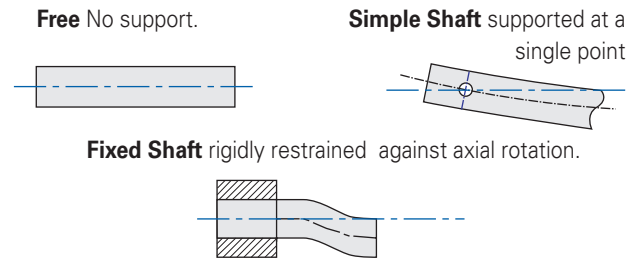 Free No support.
Simple Shaft supported at a
single point
Fixed Shaft rigidly restrained against axial rotation.